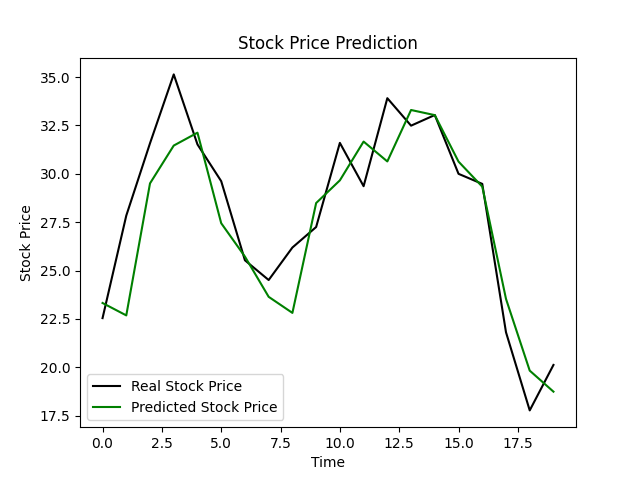 Stock Price Prediction
35.0
32.5
30.0
27.5
25.0
22.5
20.0
17.5
Stock Price
Real Stock Price
Predicted Stock Price
0.0 2.5 5.0 7.5 10.0 12.5 15.0 17.5
Time